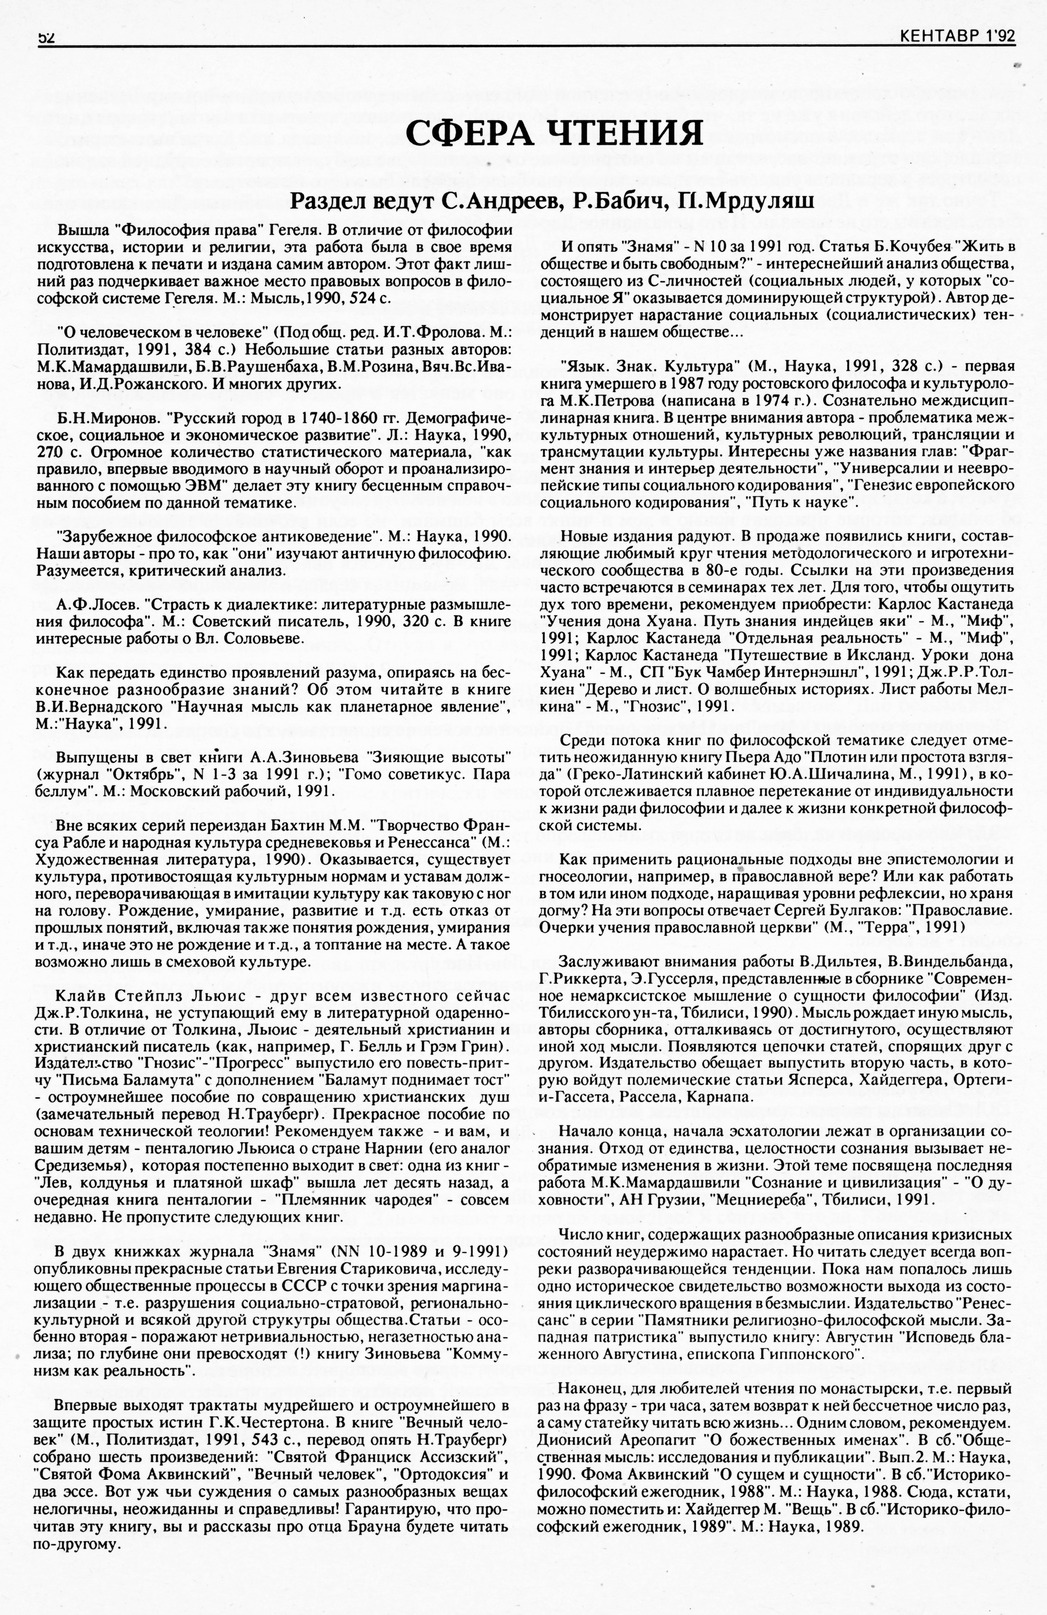 52
КЕНТАВР 1'92
СФЕРА ЧТЕНИЯ
Раздел ведут С.Андреев, Р.Бабич, П.Мрдуляш
Вышла "Философия права" Гегеля. В отличие от философии
искусства, истории и религии, эта работа была в свое время
подготовлена к печати и издана самим автором. Этот факт лиш-
ний раз подчеркивает важное место правовых вопросов в фило-
софской системе Гегеля. М.: Мысль,1990, 524 с.
"О человеческом в человеке" (Под общ. ред. И.Т.Фролова. М.:
Политиздат, 1991, 384 с.) Небольшие статьи разных авторов:
М.К.Мамардашвили, Б.В.Раушенбаха, В.М.Розина, Вяч.Вс.Ива-
нова, И.Д.Рожанского. И многих других.
Б.Н.Миронов. "Русский город в 1740-1860 гг. Демографиче-
ское, социальное и экономическое развитие". Л.: Наука, 1990,
270 с. Огромное количество статистического материала, "как
правило, впервые вводимого в научный оборот и проанализиро-
ванного с помощью ЭВМ" делает эту книгу бесценным справоч-
ным пособием по данной тематике.
"Зарубежное философское антиковедение". М.: Наука, 1990.
Наши авторы - про то, как "они" изучают античную философию.
Разумеется, критический анализ.
А.Ф.Лосев. "Страсть к диалектике: литературные размышле-
ния философа". М.: Советский писатель, 1990, 320 с. В книге
интересные работы о Вл. Соловьеве.
Как передать единство проявлений разума, опираясь на бес-
конечное разнообразие знаний? Об этом читайте в книге
В.И.Вернадского "Научная мысль как планетарное явление",
М.:"Наука", 1991.
Выпущены в свет книги А.А.Зиновьева "Зияющие высоты"
(журнал "Октябрь", N 1-3 за 1991 г.); "Гомо советикус. Пара
беллум". М.: Московский рабочий, 1991.
Вне всяких серий переиздан Бахтин М.М. "Творчество Фран-
суа Рабле и народная культура средневековья и Ренессанса" (М.:
Художественная литература, 1990). Оказывается, существует
культура, противостоящая культурным нормам и уставам долж-
ного, переворачивающая в имитации культуру как таковую с ног
на голову. Рождение, умирание, развитие и т.д. есть отказ от
прошлых понятий, включая также понятия рождения, умирания
и т.д., иначе это не рождение и т.д., а топтание на месте. А такое
возможно лишь в смеховой культуре.
Клайв Стейплз Льюис - друг всем известного сейчас
Дж.Р.Толкина, не уступающий ему в литературной одаренно-
сти. В отличие от Толкина, Льюис - деятельный христианин и
христианский писатель (как, например, Г. Белль и Грэм Грин).
Издательство "Гнозис"-"Прогресс" выпустило его повесть-прит-
чу "Письма Баламута" с дополнением "Баламут поднимает тост"
- остроумнейшее пособие по совращению христианских душ
(замечательный перевод Н.Трауберг). Прекрасное пособие по
основам технической теологии! Рекомендуем также - и вам, и
вашим детям - пенталогию Льюиса о стране Нарнии (его аналог
Средиземья), которая постепенно выходит в свет: одна из книг -
"Лев, колдунья и платяной шкаф" вышла лет десять назад, а
очередная книга пенталогии - "Племянник чародея" - совсем
недавно. Не пропустите следующих книг.
В двух книжках журнала "Знамя" (NN 10-1989 и 9-1991)
опубликовны прекрасные статьи Евгения Стариковича, исследу-
ющего общественные процессы в СССР с точки зрения маргина-
лизации - т.е. разрушения социально-стратовой, регионально-
культурной и всякой другой струкутры общества.Статьи - осо-
бенно вторая - поражают нетривиальностью, негазетностью ана-
лиза; по глубине они превосходят (!) книгу Зиновьева "Комму-
низм как реальность".
Впервые выходят трактаты мудрейшего и остроумнейшего в
защите простых истин Г.К.Честертона. В книге "Вечный чело-
век" (М., Политиздат, 1991, 543 с., перевод опять Н.Трауберг)
собрано шесть произведений: "Святой Франциск Ассизский",
"Святой Фома Аквинский", "Вечный человек", "Ортодоксия" и
два эссе. Вот уж чьи суждения о самых разнообразных вещах
нелогичны, неожиданны и справедливы! Гарантирую, что про-
читав эту книгу, вы и рассказы про отца Брауна будете читать
по-другому.
И опять "Знамя" - N 10 за 1991 год. Статья Б.Кочубея "Жить в
обществе и быть свободным?" - интереснейший анализ общества,
состоящего из С-личностей (социальных людей, у которых "со-
циальное Я" оказывается доминирующей структурой). Автор де-
монстрирует нарастание социальных (социалистических) тен-
денций в нашем обществе...
"Язык. Знак. Культура" (М., Наука, 1991, 328 с.) - первая
книга умершего в 1987 году ростовского философа и культуроло-
га М.К.Петрова (написана в 1974 г.). Сознательно междисцип-
линарная книга. В центре внимания автора - проблематика меж-
культурных отношений, культурных революций, трансляции и
трансмутации культуры. Интересны уже названия глав: "Фраг-
мент знания и интерьер деятельности", "Универсалии и неевро-
пейские типы социального кодирования", "Генезис европейского
социального кодирования", "Путь к науке".
Новые издания радуют. В продаже появились книги, состав-
ляющие любимый круг чтения методологического и игротехни-
ческого сообщества в 80-е годы. Ссылки на эти произведения
часто встречаются в семинарах тех лет. Для того, чтобы ощутить
дух того времени, рекомендуем приобрести: Карлос Кастанеда
"Учения дона Хуана. Путь знания индейцев яки" - М., "Миф",
1991; Карлос Кастанеда "Отдельная реальность" - М., "Миф",
1991; Карлос Кастанеда "Путешествие в Иксланд. Уроки дона
Хуана" - М., СП "Бук Чамбер Интернэшнл", 1991; Дж.Р.Р.Тол-
киен "Дерево и лист. О волшебных историях. Лист работы Мел-
кина" - М., "Гнозис", 1991.
Среди потока книг по философской тематике следует отме-
тить неожиданную книгу Пьера Адо "Плотин или простота взгля-
да" (Греко-Латинский кабинет Ю.А.Шичалина, М., 1991), в ко-
торой отслеживается плавное перетекание от индивидуальности
к жизни ради философии и далее к жизни конкретной философ-
ской системы.
Как применить рациональные подходы вне эпистемологии и
гносеологии, например, в православной вере? Или как работать
в том или ином подходе, наращивая уровни рефлексии, но храня
догму? На эти вопросы отвечает Сергей Булгаков: "Православие.
Очерки учения православной церкви" (М., "Терра", 1991)
Заслуживают внимания работы В.Дильтея, В.Виндельбанда,
Г.Риккерта, Э.Гуссерля, представленные в сборнике "Современ-
ное немарксистское мышление о сущности философии" (Изд.
Тбилисского ун-та, Тбилиси, 1990). Мысль рождает иную мысль,
авторы сборника, отталкиваясь от достигнутого, осуществляют
иной ход мысли. Появляются цепочки статей, спорящих друг с
другом. Издательство обещает выпустить вторую часть, в кото-
рую войдут полемические статьи Ясперса, Хайдеггера, Ортеги-
и-Гассета, Рассела, Карнапа.
Начало конца, начала эсхатологии лежат в организации со-
знания. Отход от единства, целостности сознания вызывает не-
обратимые изменения в жизни. Этой теме посвящена последняя
работа М.К.Мамардашвили "Сознание и цивилизация" - "О ду-
ховности", АН Грузии, "Мецниереба", Тбилиси, 1991.
Число книг, содержащих разнообразные описания кризисных
состояний неудержимо нарастает. Но читать следует всегда воп-
реки разворачивающейся тенденции. Пока нам попалось лишь
одно историческое свидетельство возможности выхода из состо-
яния циклического вращения в безмыслии. Издательство "Ренес-
санс" в серии "Памятники религиозно-философской мысли. За-
падная патристика" выпустило книгу: Августин "Исповедь бла-
женного Августина, епископа Гиппонского".
Наконец, для любителей чтения по монастырски, т.е. первый
раз на фразу - три часа, затем возврат к ней бессчетное число раз,
а саму статейку читать всю жизнь... Одним словом, рекомендуем.
Дионисий Ареопагит "О божественных именах". В сб."Обще-
ственная мысль: исследования и публикации". Вып.2. М.: Наука,
1990. Фома Аквинский "О сущем и сущности". В сб."Историко-
философский ежегодник, 1988". М.: Наука, 1988. Сюда, кстати,
можно поместить и: Хайдеггер М. "Вещь". В сб."Историко-фило-
софский ежегодник, 1989". М.: Наука, 1989.